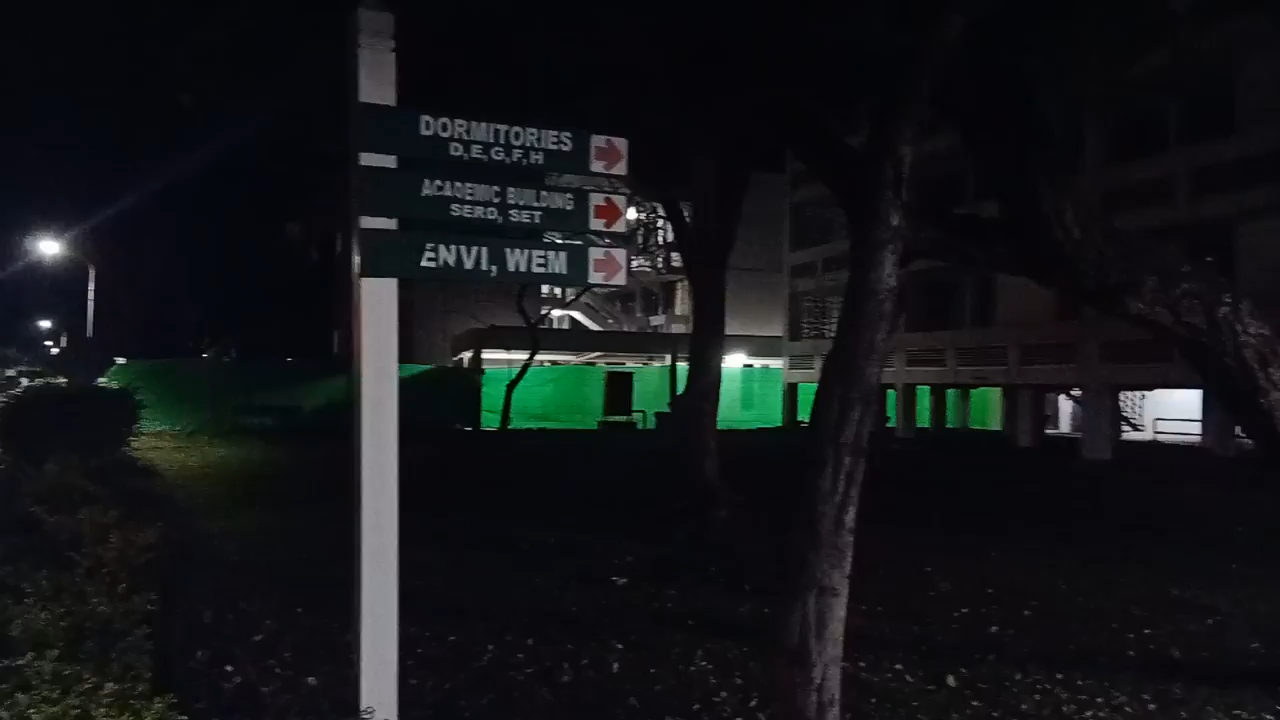 DORMITORIES
D,E,G,F,H
ACADEMIC BUILDING
SERD, SET
ENVI, WEM